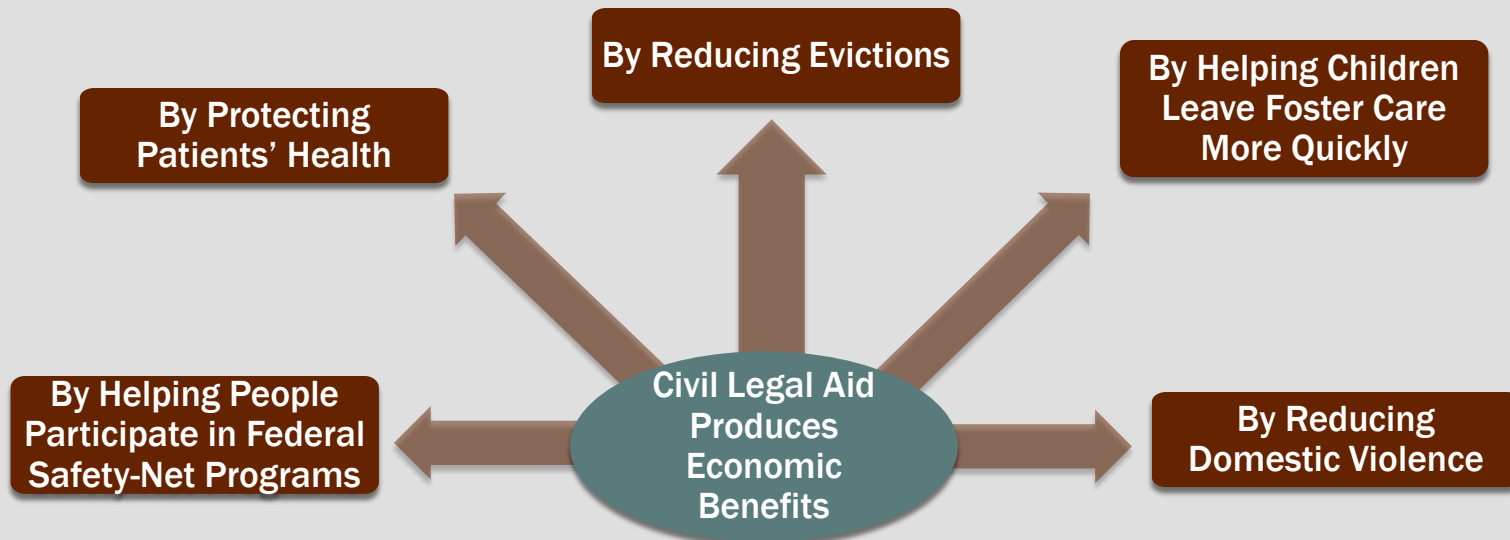 By Reducing Evictions
By Helping Children
Leave Foster Care
More Quickly
By Protecting
Patients’ Health
By Helping People
Participate in Federal
Safety-Net Programs
Civil Legal Aid
Produces
Economic
Benefits
By Reducing
Domestic Violence